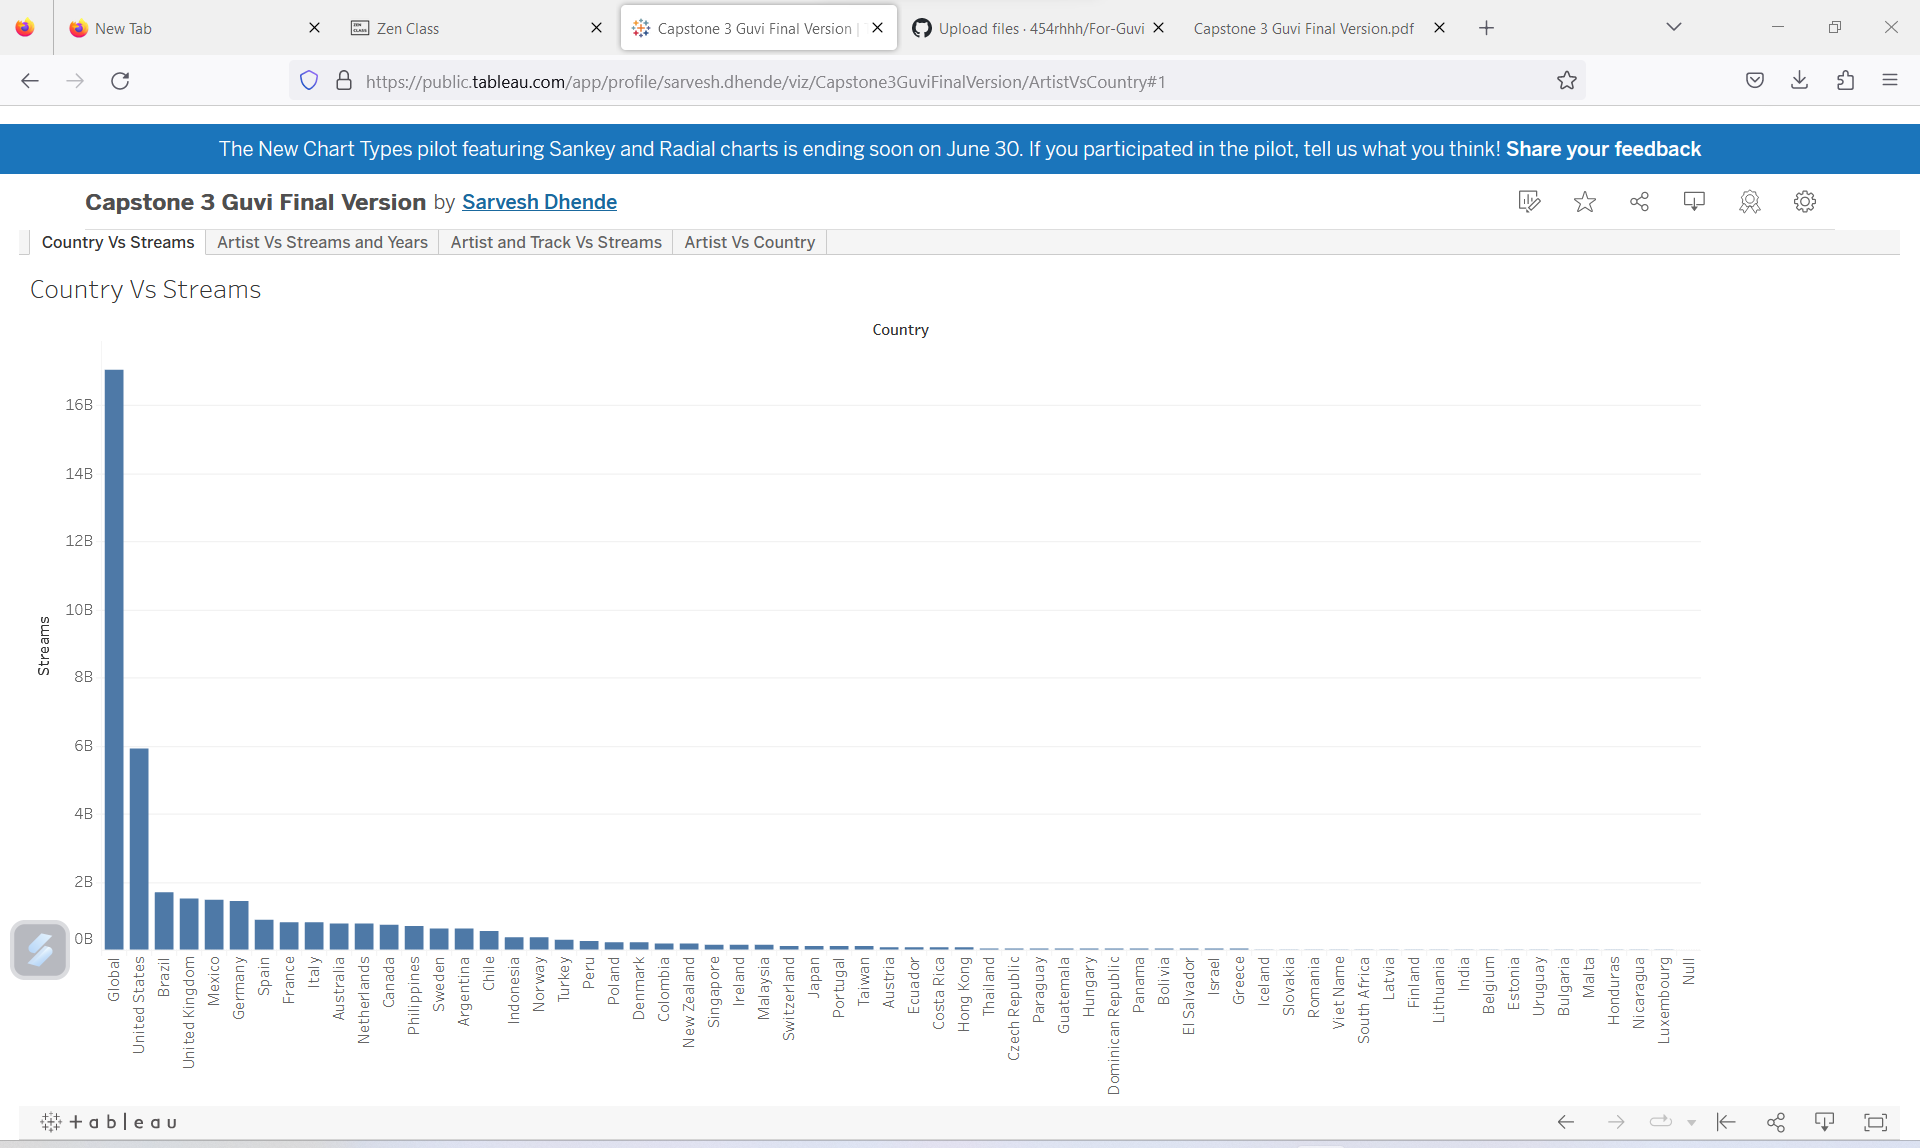 New Tab
Zen Class
Capstone 3 Guvi Final Version |
Upload files · 454rhhh/For-Guvi
Capstone 3 Guvi Final Version.pdf
https://public.tableau.com/app/profile/sarvesh.dhende/viz/Capstone3GuviFinalVersion/ArtistVsCountry#1
The New Chart Types pilot featuring Sankey and Radial charts is ending soon on June 30. If you participated in the pilot, tell us what you think! Share your feedback
Capstone 3 Guvi Final Version by Sarvesh Dhende
Country Vs Streams
Artist Vs Streams and Years
Artist and Track Vs Streams
Artist Vs Country
Country Vs Streams
Country
16B
14B
12B
10B
8B
6B
4B
2B
0B
Streams
Global
United States
Brazil
United Kingdom
Mexico
Germany
Spain
France
Italy
Australia
Netherlands
Canada
Philippines
Sweden
Argentina
Chile
Indonesia
Norway
Turkey
Peru
Poland
Denmark
Colombia
New Zealand
Singapore
Ireland
Malaysia
Switzerland
Japan
Portugal
Taiwan
Austria
Ecuador
Costa Rica
Hong Kong
Thailand
Czech Republic
Paraguay
Guatemala
Hungary
Dominican Republic
Panama
Bolivia
El Salvador
Israel
Greece
Iceland
Slovakia
Romania
Viet Name
South Africa
Latvia
Finland
Lithuania
India
Belgium
Estonia
Uruguay
Bulgaria
Malta
Honduras
Nicaragua
Luxembourg
Null
+ableau